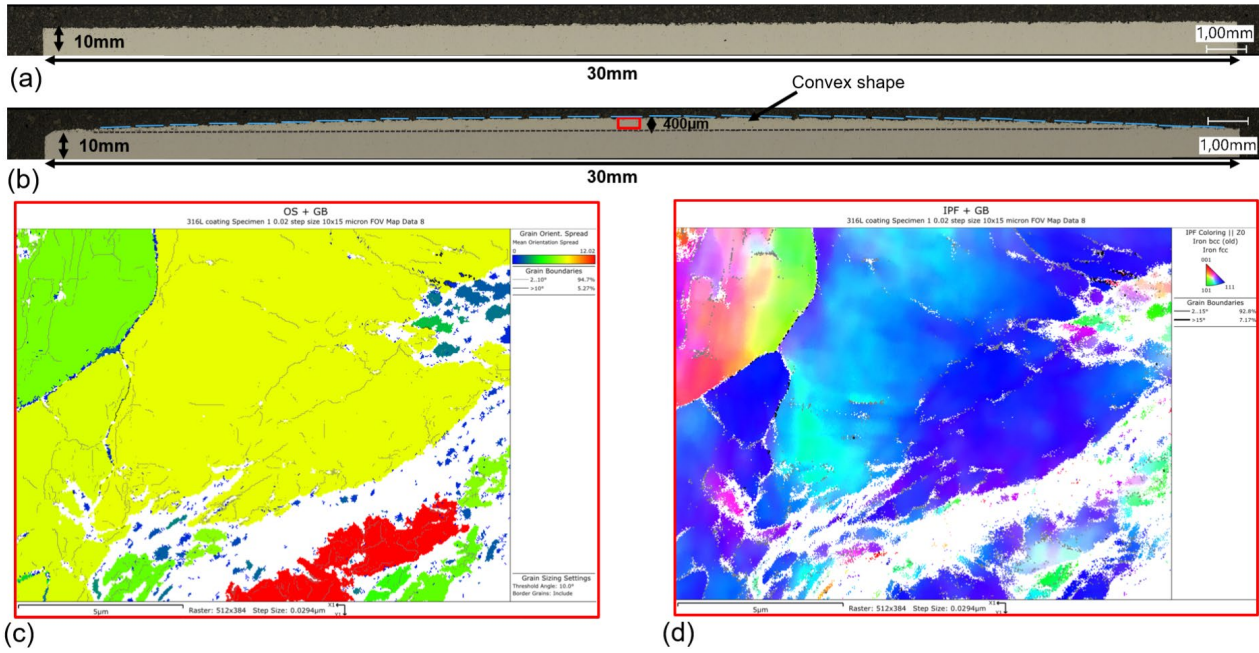 10mm
1,00mm
30mm
(a)
Convex shape
400µm
10mm
1,00mm
30mm
(b)
OS + GB
316L coating Specimen 1 0.02 step size 10x15 micron FOV Map Data 8
Grain Orient. Spread
Mean Orientation Spread
0 12.02
Grain Boundaries
2..10° 94.7%
>10° 5.27%
Grain Sizing Settings
Threshold Angle: 10.0°
Border Grains: Include
5µm
Raster: 512x384 Step Size: 0.0294µm
X1
X1
(c)
IPF + GB
316L coating Specimen 1 0.02 step size 10x15 micron FOV Map Data 8
IPF Coloring || Z0
Iron bcc (old)
Iron fcc
001
101 111
Grain Boundaries
2..15° 92.8%
>15° 7.17%
5µm
Raster: 512x384 Step Size: 0.0294µm
X1
X1
(d)